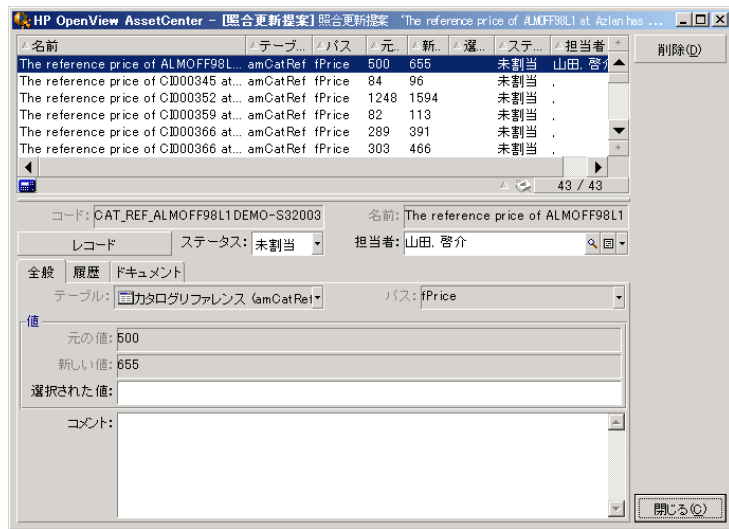 HP OpenView AssetCenter - [照合更新提案] 照合更新提案 'The reference price of ALMOFF98L1 at Azlan has ...
名前 テーブ... パス 元.. 新.. 選... ステ... 担当者
The reference price of ALMOFF98L... amCatRef fPrice 500 655 未割当 山田, 啓介
The reference price of CI000345 at... amCatRef fPrice 84 96 未割当 ,
The reference price of CI000352 at... amCatRef fPrice 1248 1594 未割当 ,
The reference price of CI000359 at... amCatRef fPrice 82 113 未割当 ,
The reference price of CI000366 at... amCatRef fPrice 289 391 未割当 ,
The reference price of CI000366 at... amCatRef fPrice 303 466 未割当 ,
43 / 43
削除(D)
コード: CAT_REF_ALMOFF98L1DEMO-S32003 名前: The reference price of ALMOFF98L1
レコード ステータス: 未割当 担当者: 山田, 啓介
全般 履歴 ドキュメント
テーブル: カタログリファレンス (amCatRef パス: fPrice
値
元の値: 500
新しい値: 655
選択された値:
コメント:
閉じる(C)